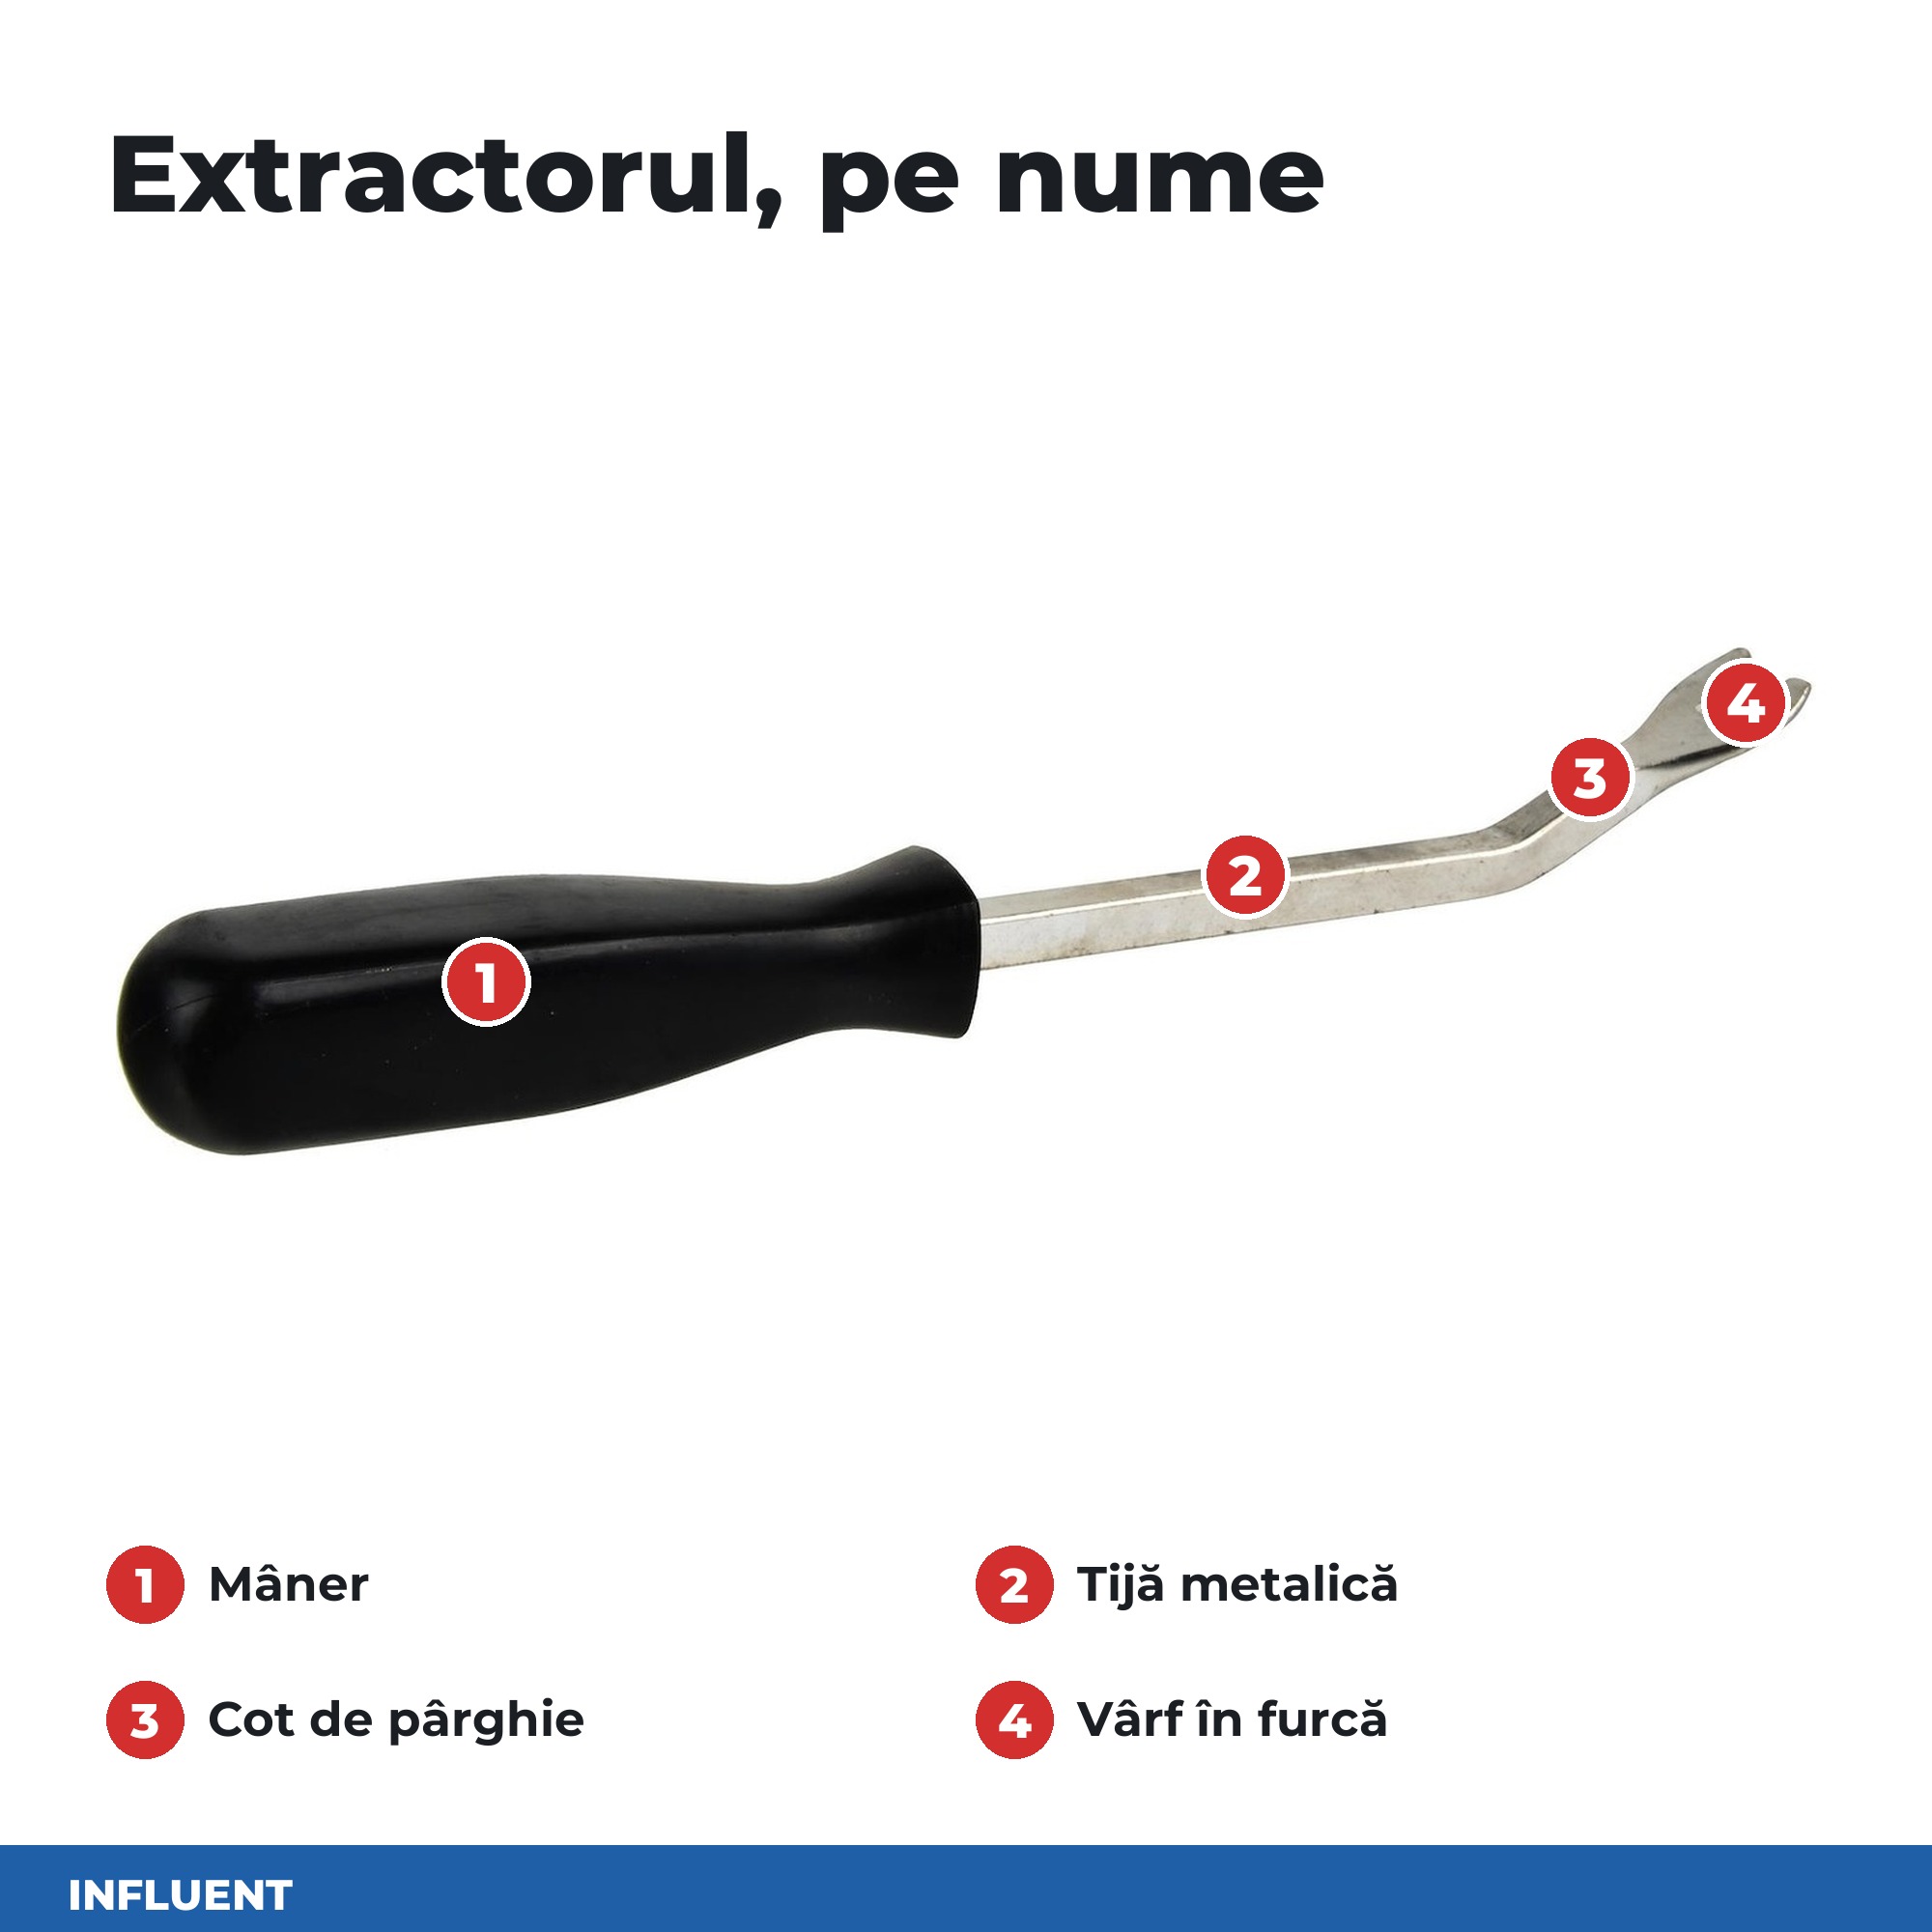 Extractorul, pe nume
4
3
2
1
1 Mâner
2 Tijă metalică
3 Cot de pârghie
4 Vârf în furcă
INFLUENT